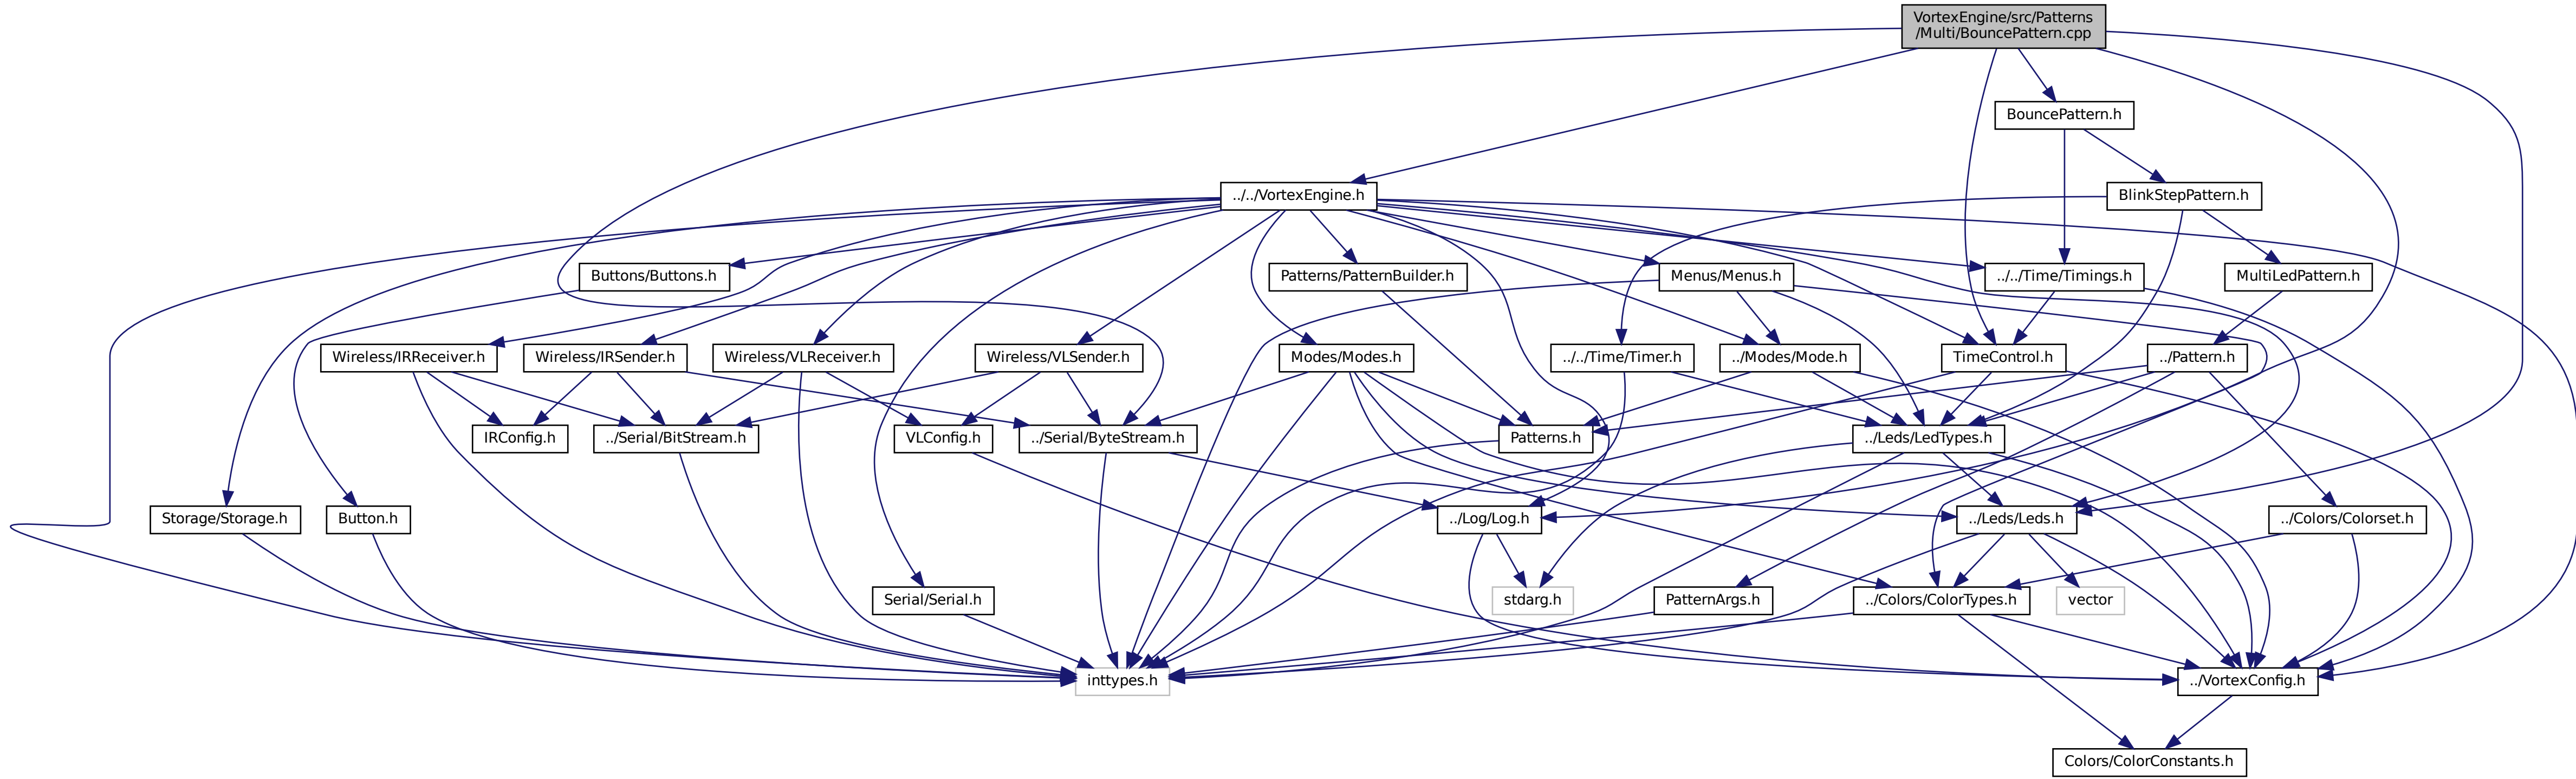 VortexEngine/src/Patterns
/Multi/BouncePattern.cpp
BouncePattern.h
../../VortexEngine.h
BlinkStepPattern.h
Buttons/Buttons.h
Patterns/PatternBuilder.h
Menus/Menus.h
../../Time/Timings.h
MultiLedPattern.h
Wireless/IRReceiver.h
Wireless/IRSender.h
Wireless/VLReceiver.h
Wireless/VLSender.h
Modes/Modes.h
../../Time/Timer.h
../Modes/Mode.h
TimeControl.h
../Pattern.h
IRConfig.h
../Serial/BitStream.h
VLConfig.h
../Serial/ByteStream.h
Patterns.h
../Leds/LedTypes.h
Storage/Storage.h
Button.h
../Log/Log.h
../Leds/Leds.h
../Colors/Colorset.h
Serial/Serial.h
stdarg.h
PatternArgs.h
../Colors/ColorTypes.h
vector
inttypes.h
../VortexConfig.h
Colors/ColorConstants.h